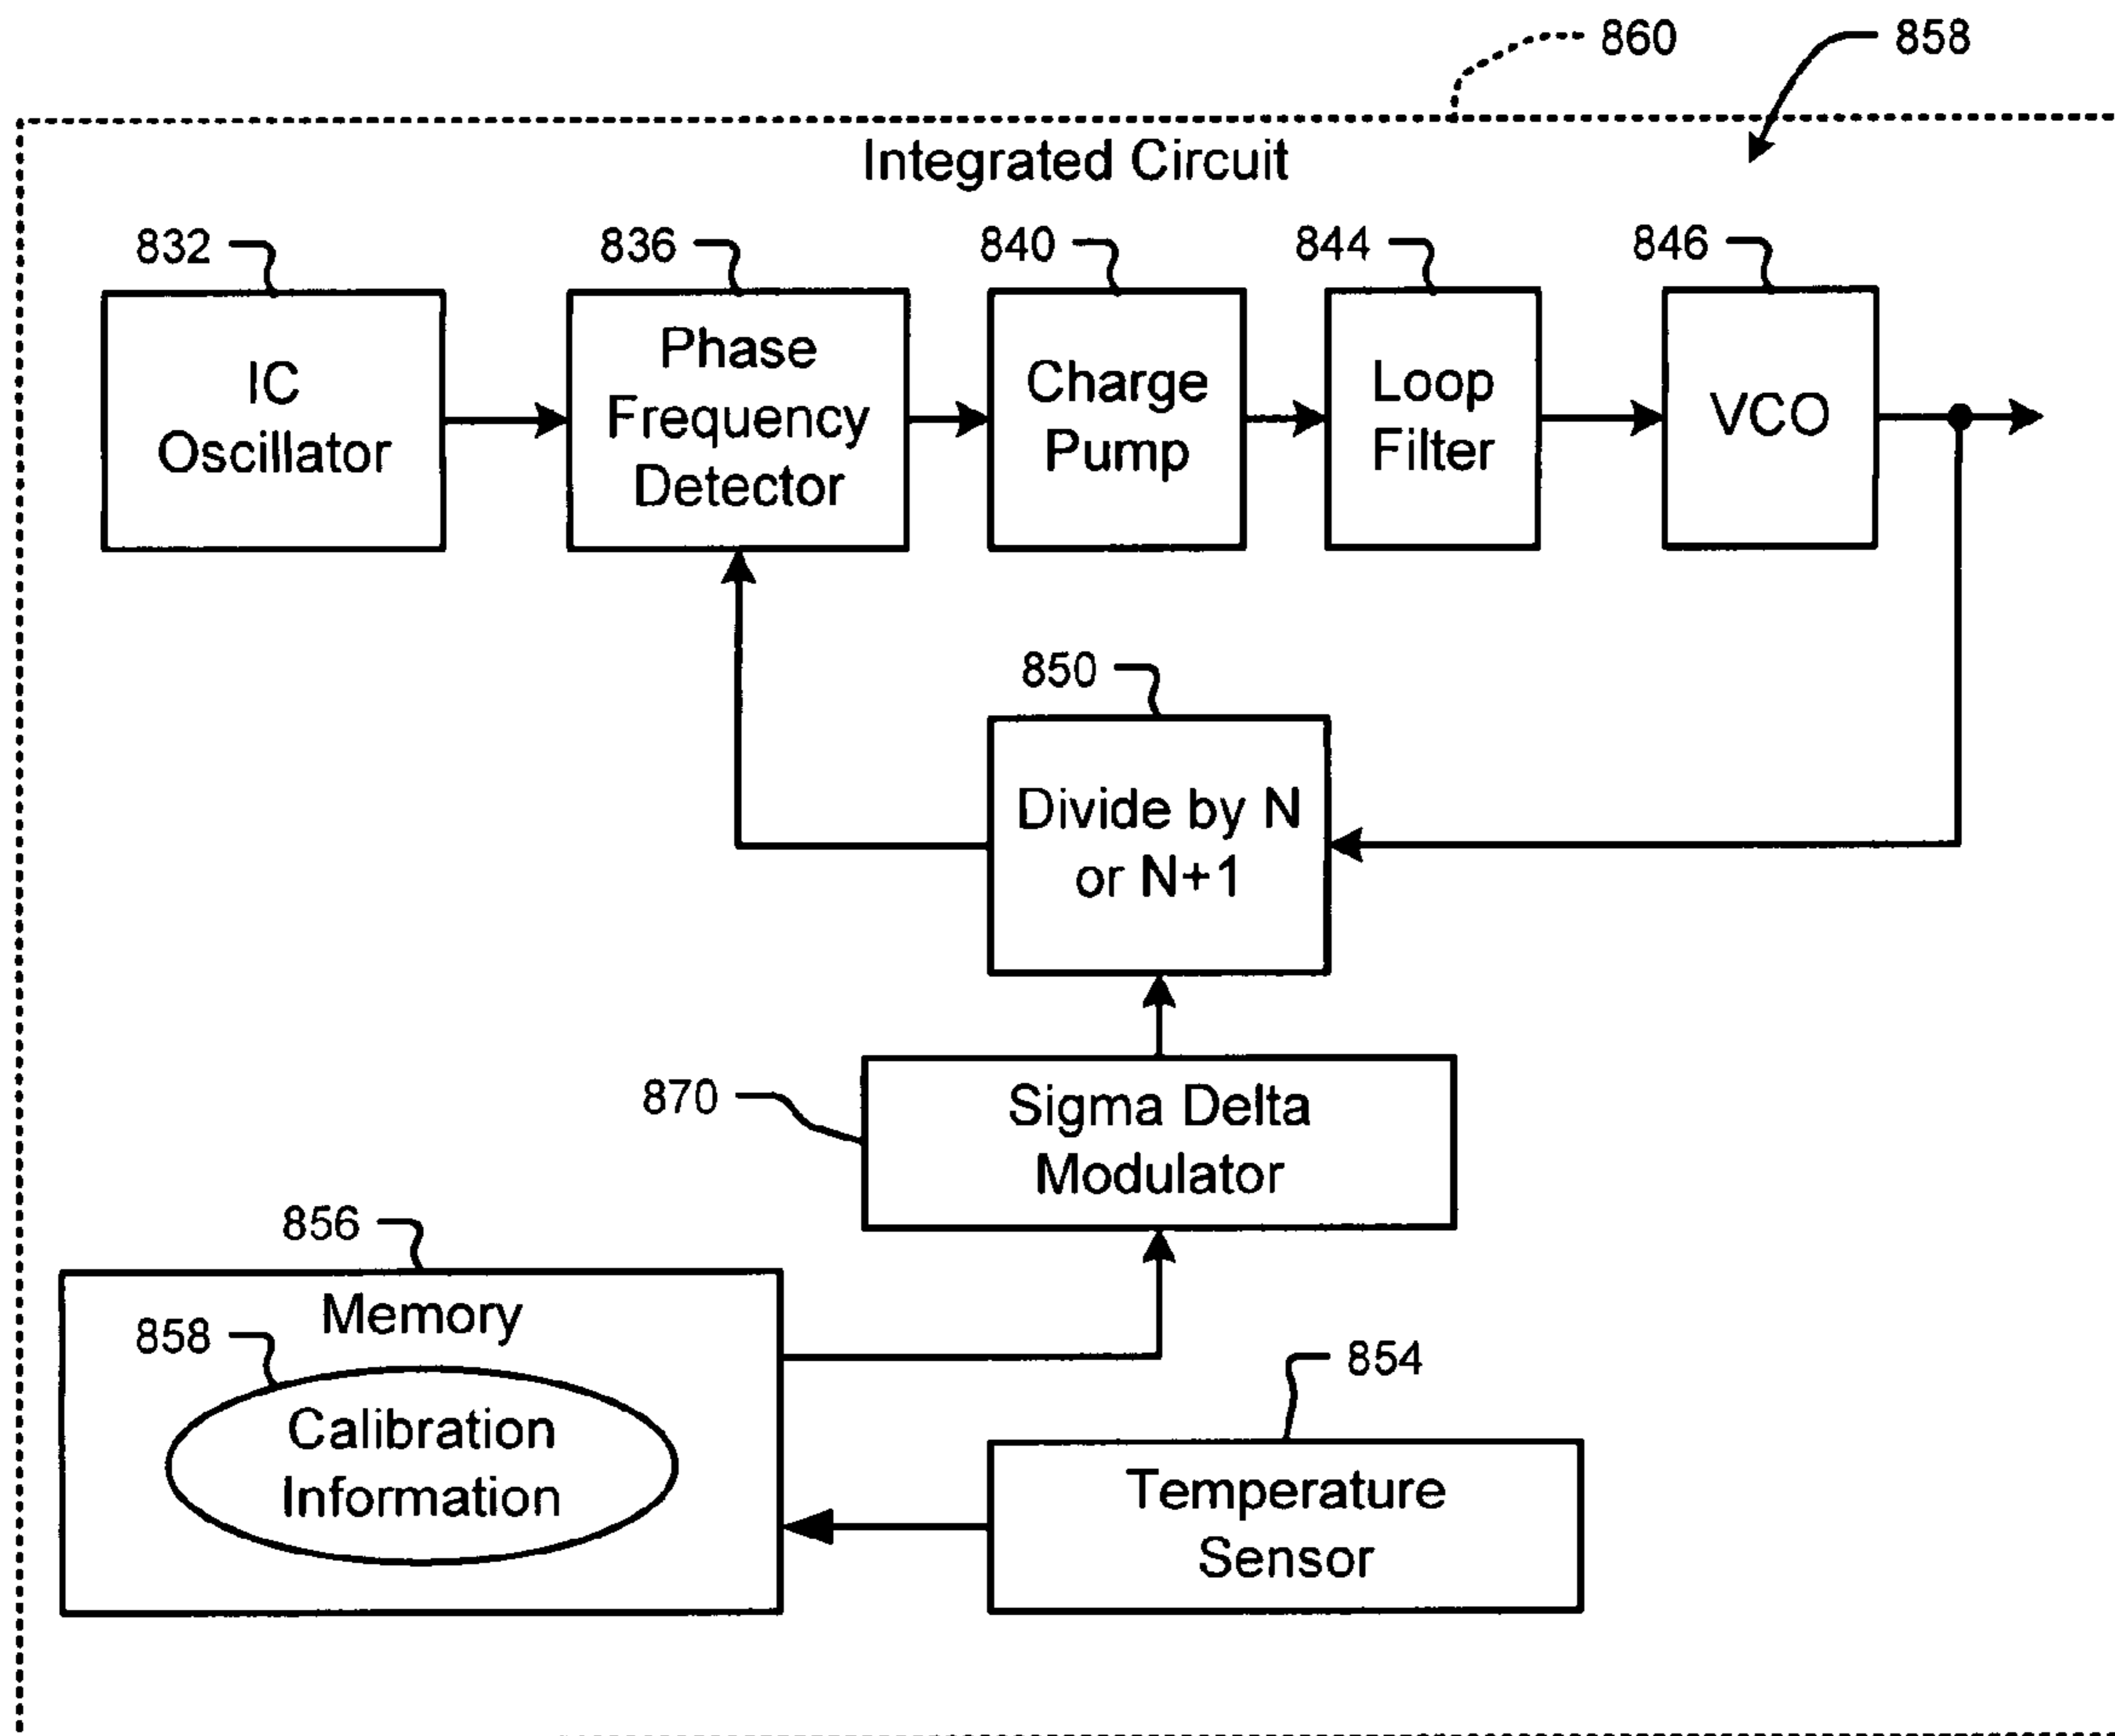 860
858
Integrated Circuit
832
836
840
844
846
IC
Oscillator
Phase
Frequency
Detector
Charge
Pump
Loop
Filter
VCO
850
Divide by N
or N+1
870
Sigma Delta
Modulator
856
Memory
858
Calibration
Information
854
Temperature
Sensor